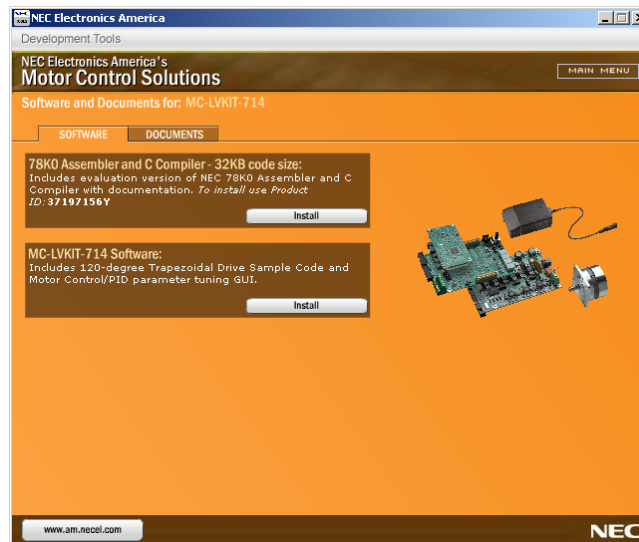 NEC Electronics America
Development Tools
NEC Electronics America's
Motor Control Solutions
MAIN MENU
Software and Documents for: MC-LVKIT-714
SOFTWARE
DOCUMENTS
78K0 Assembler and C Compiler - 32KB code size:
Includes evaluation version of NEC 78K0 Assembler and C
Compiler with documentation. To install use Product
ID: 37197156Y
Install
MC-LVKIT-714 Software:
Includes 120-degree Trapezoidal Drive Sample Code and
Motor Control/PID parameter tuning GUI.
Install
www.am.necel.com
NEC